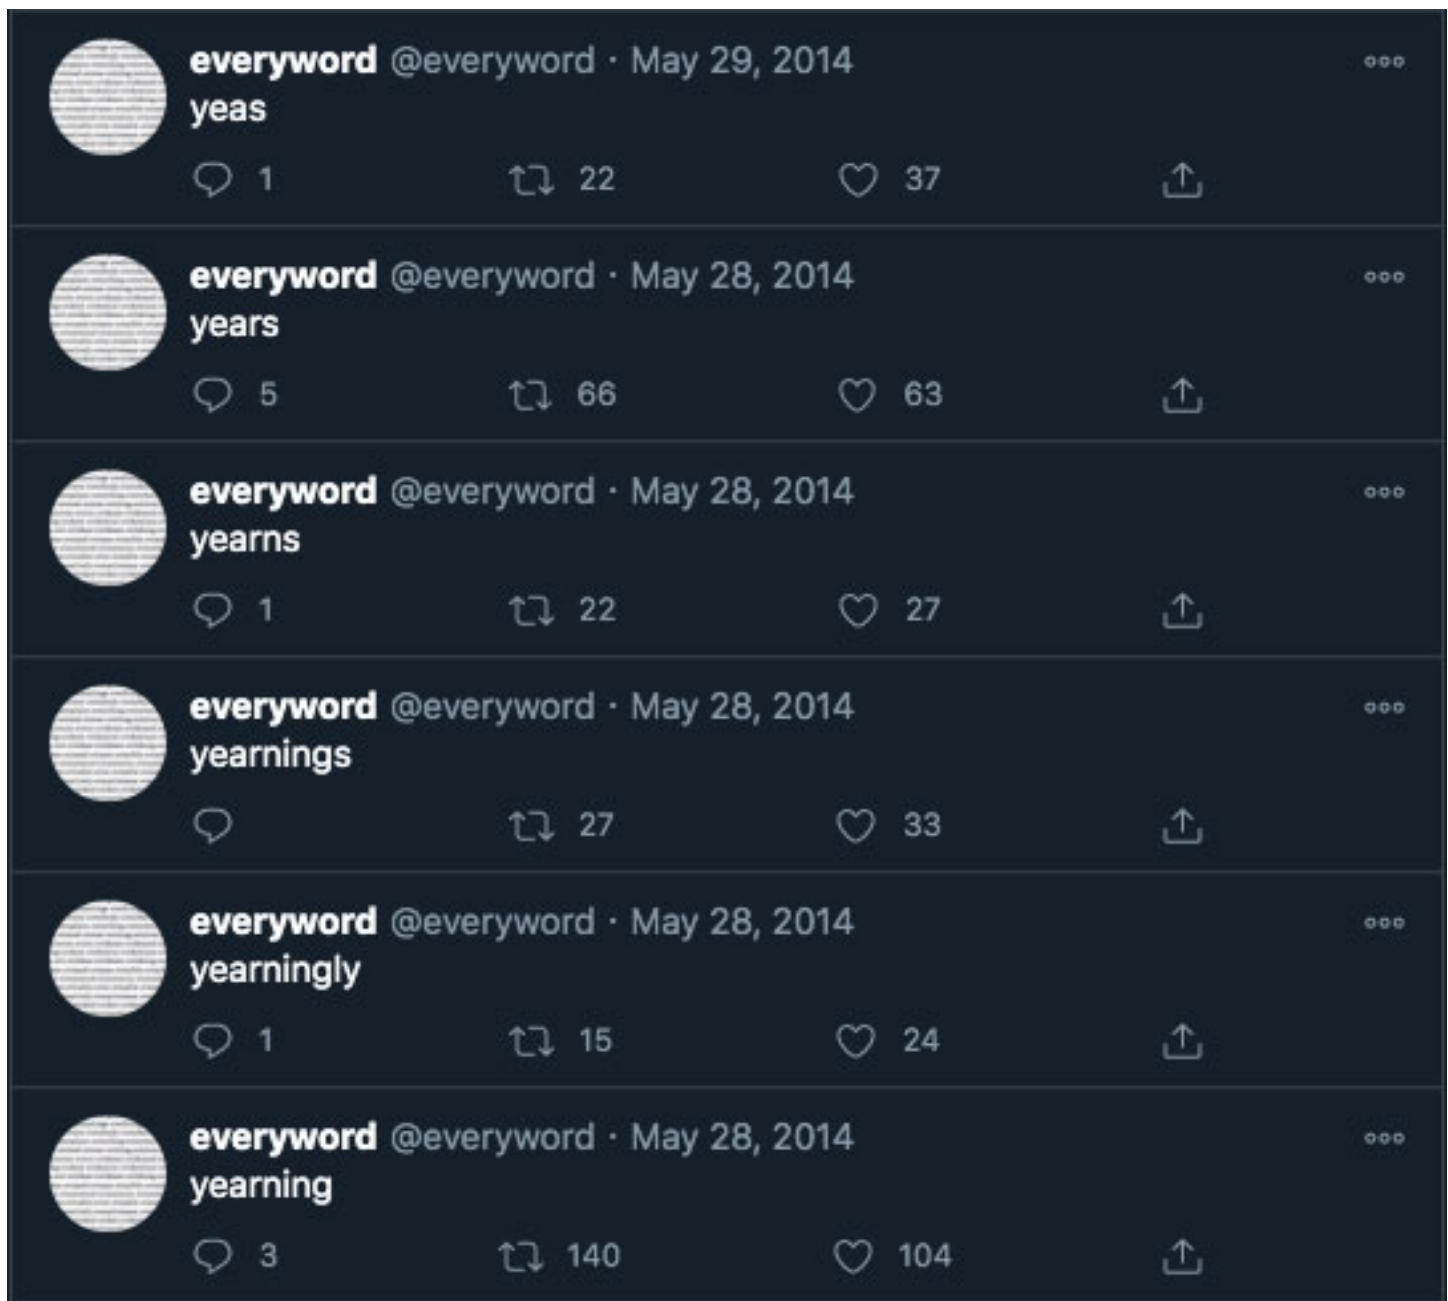 everyword @everyword · May 29, 2014
yeas
1 22 37
everyword @everyword · May 28, 2014
years
5 66 63
everyword @everyword · May 28, 2014
yearns
1 22 27
everyword @everyword · May 28, 2014
yearnings
27 33
everyword @everyword · May 28, 2014
yearningly
1 15 24
everyword @everyword · May 28, 2014
yearning
3 140 104